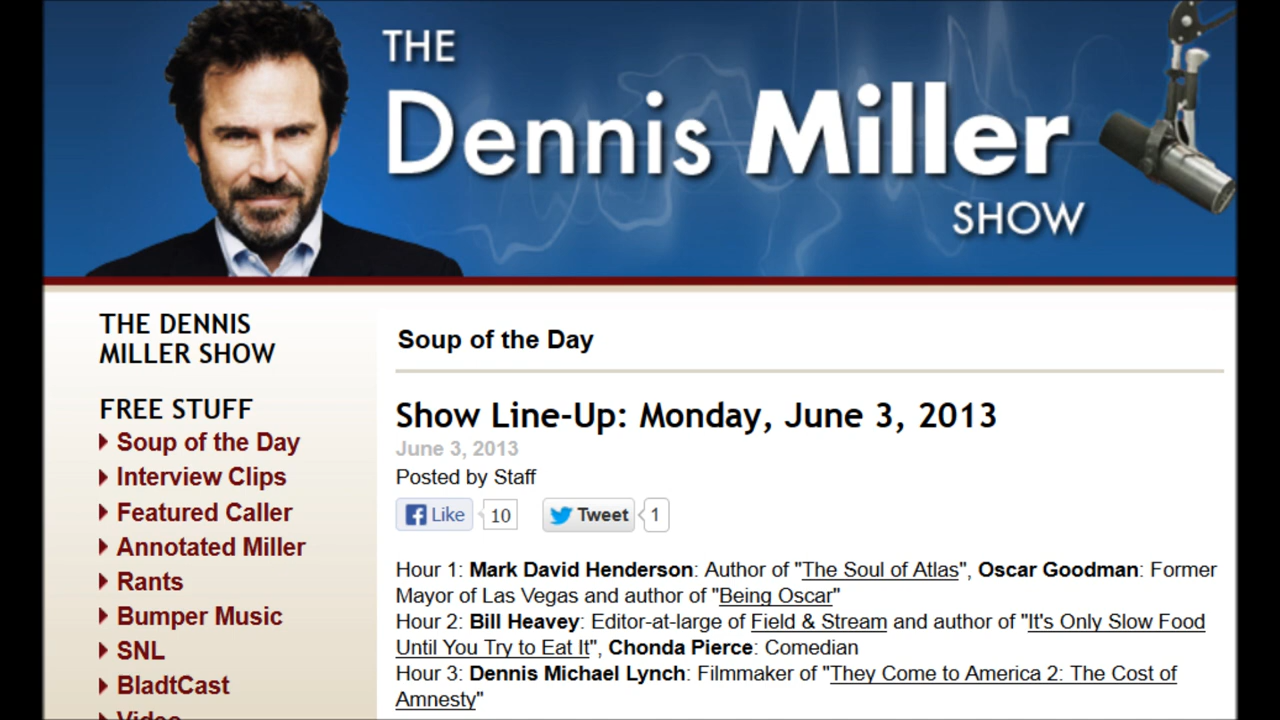 THE
Dennis Miller
SHOW
THE DENNIS
MILLER SHOW
FREE STUFF
Soup of the Day
Interview Clips
Featured Caller
Annotated Miller
Rants
Bumper Music
SNL
BladtCast
Video
Soup of the Day
Show Line-Up: Monday, June 3, 2013
June 3, 2013
Posted by Staff
Like 10 Tweet 1
Hour 1: Mark David Henderson: Author of "The Soul of Atlas", Oscar Goodman: Former
Mayor of Las Vegas and author of "Being Oscar"
Hour 2: Bill Heavey: Editor-at-large of Field & Stream and author of "It's Only Slow Food
Until You Try to Eat It", Chonda Pierce: Comedian
Hour 3: Dennis Michael Lynch: Filmmaker of "They Come to America 2: The Cost of
Amnesty"